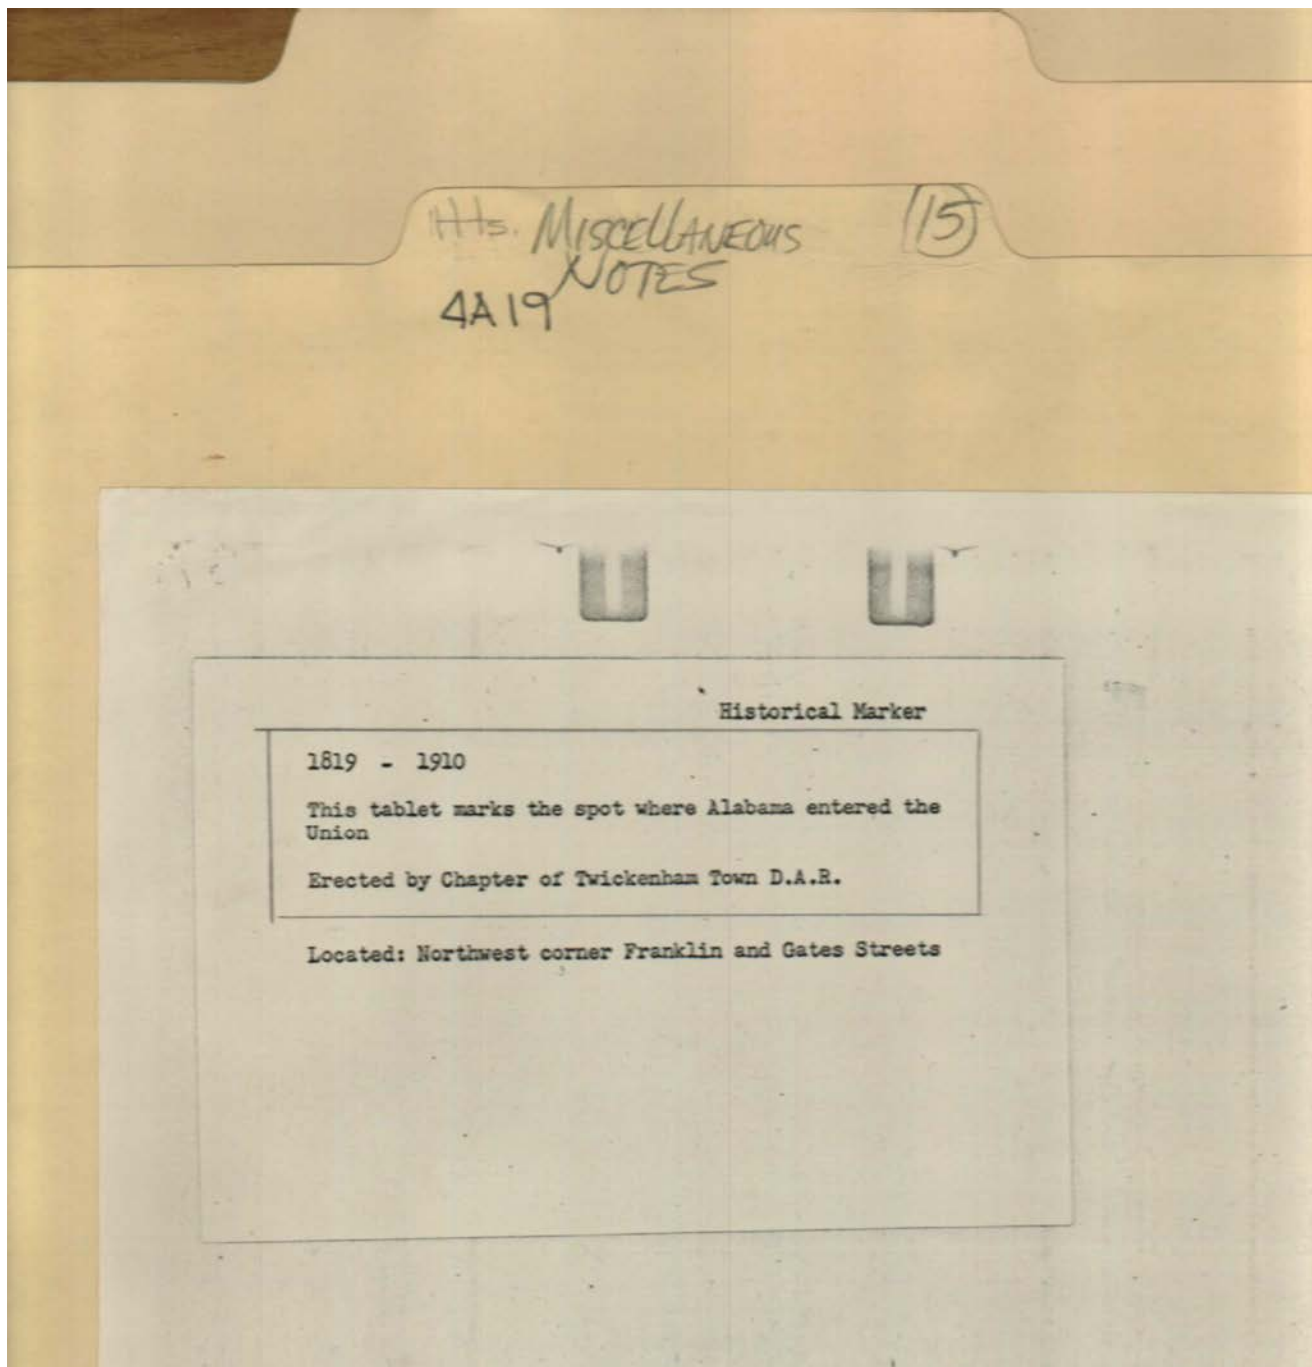 MISCELLANEOUS
NOTES
15
4A19
Historical Marker
1819 - 1910
This tablet marks the spot where Alabama entered the
Union
Erected by Chapter of Twickenham Town D.A.R.
Located: Northwest corner Franklin and Gates Streets